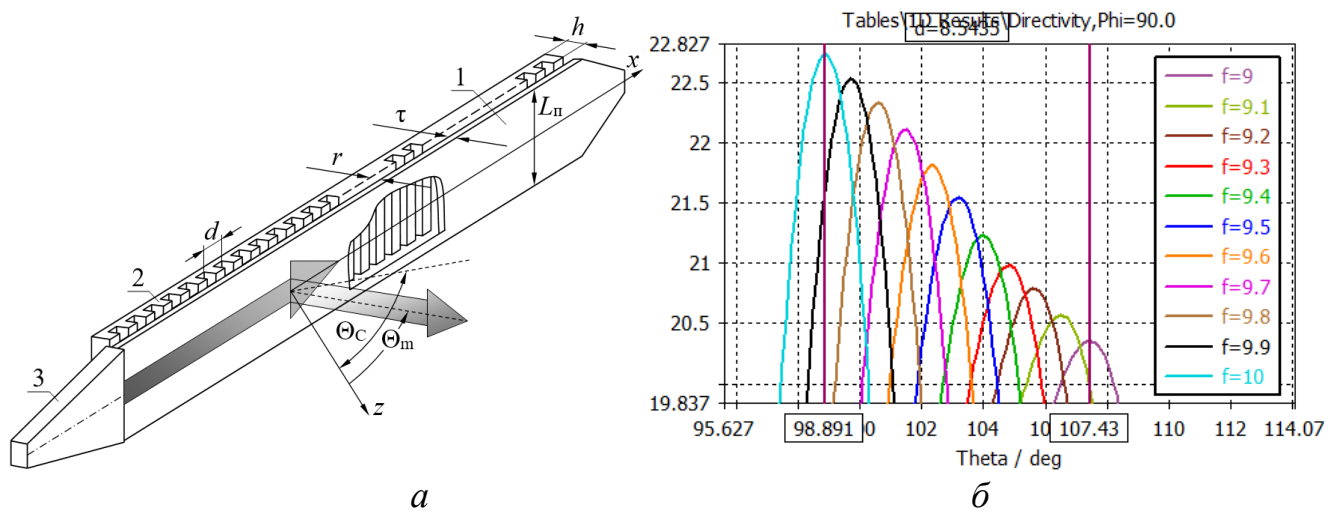 h
x
1
Lп
τ
r
d
2
ΘC
Θm
3
z
а
Tables\1D Results\Directivity,Phi=90.0
d=8.5435
22.827
22.5
22
21.5
21
20.5
19.837
f=9
f=9.1
f=9.2
f=9.3
f=9.4
f=9.5
f=9.6
f=9.7
f=9.8
f=9.9
f=10
95.627 98.891 102 104 107.43 110 112 114.07
Theta / deg
б